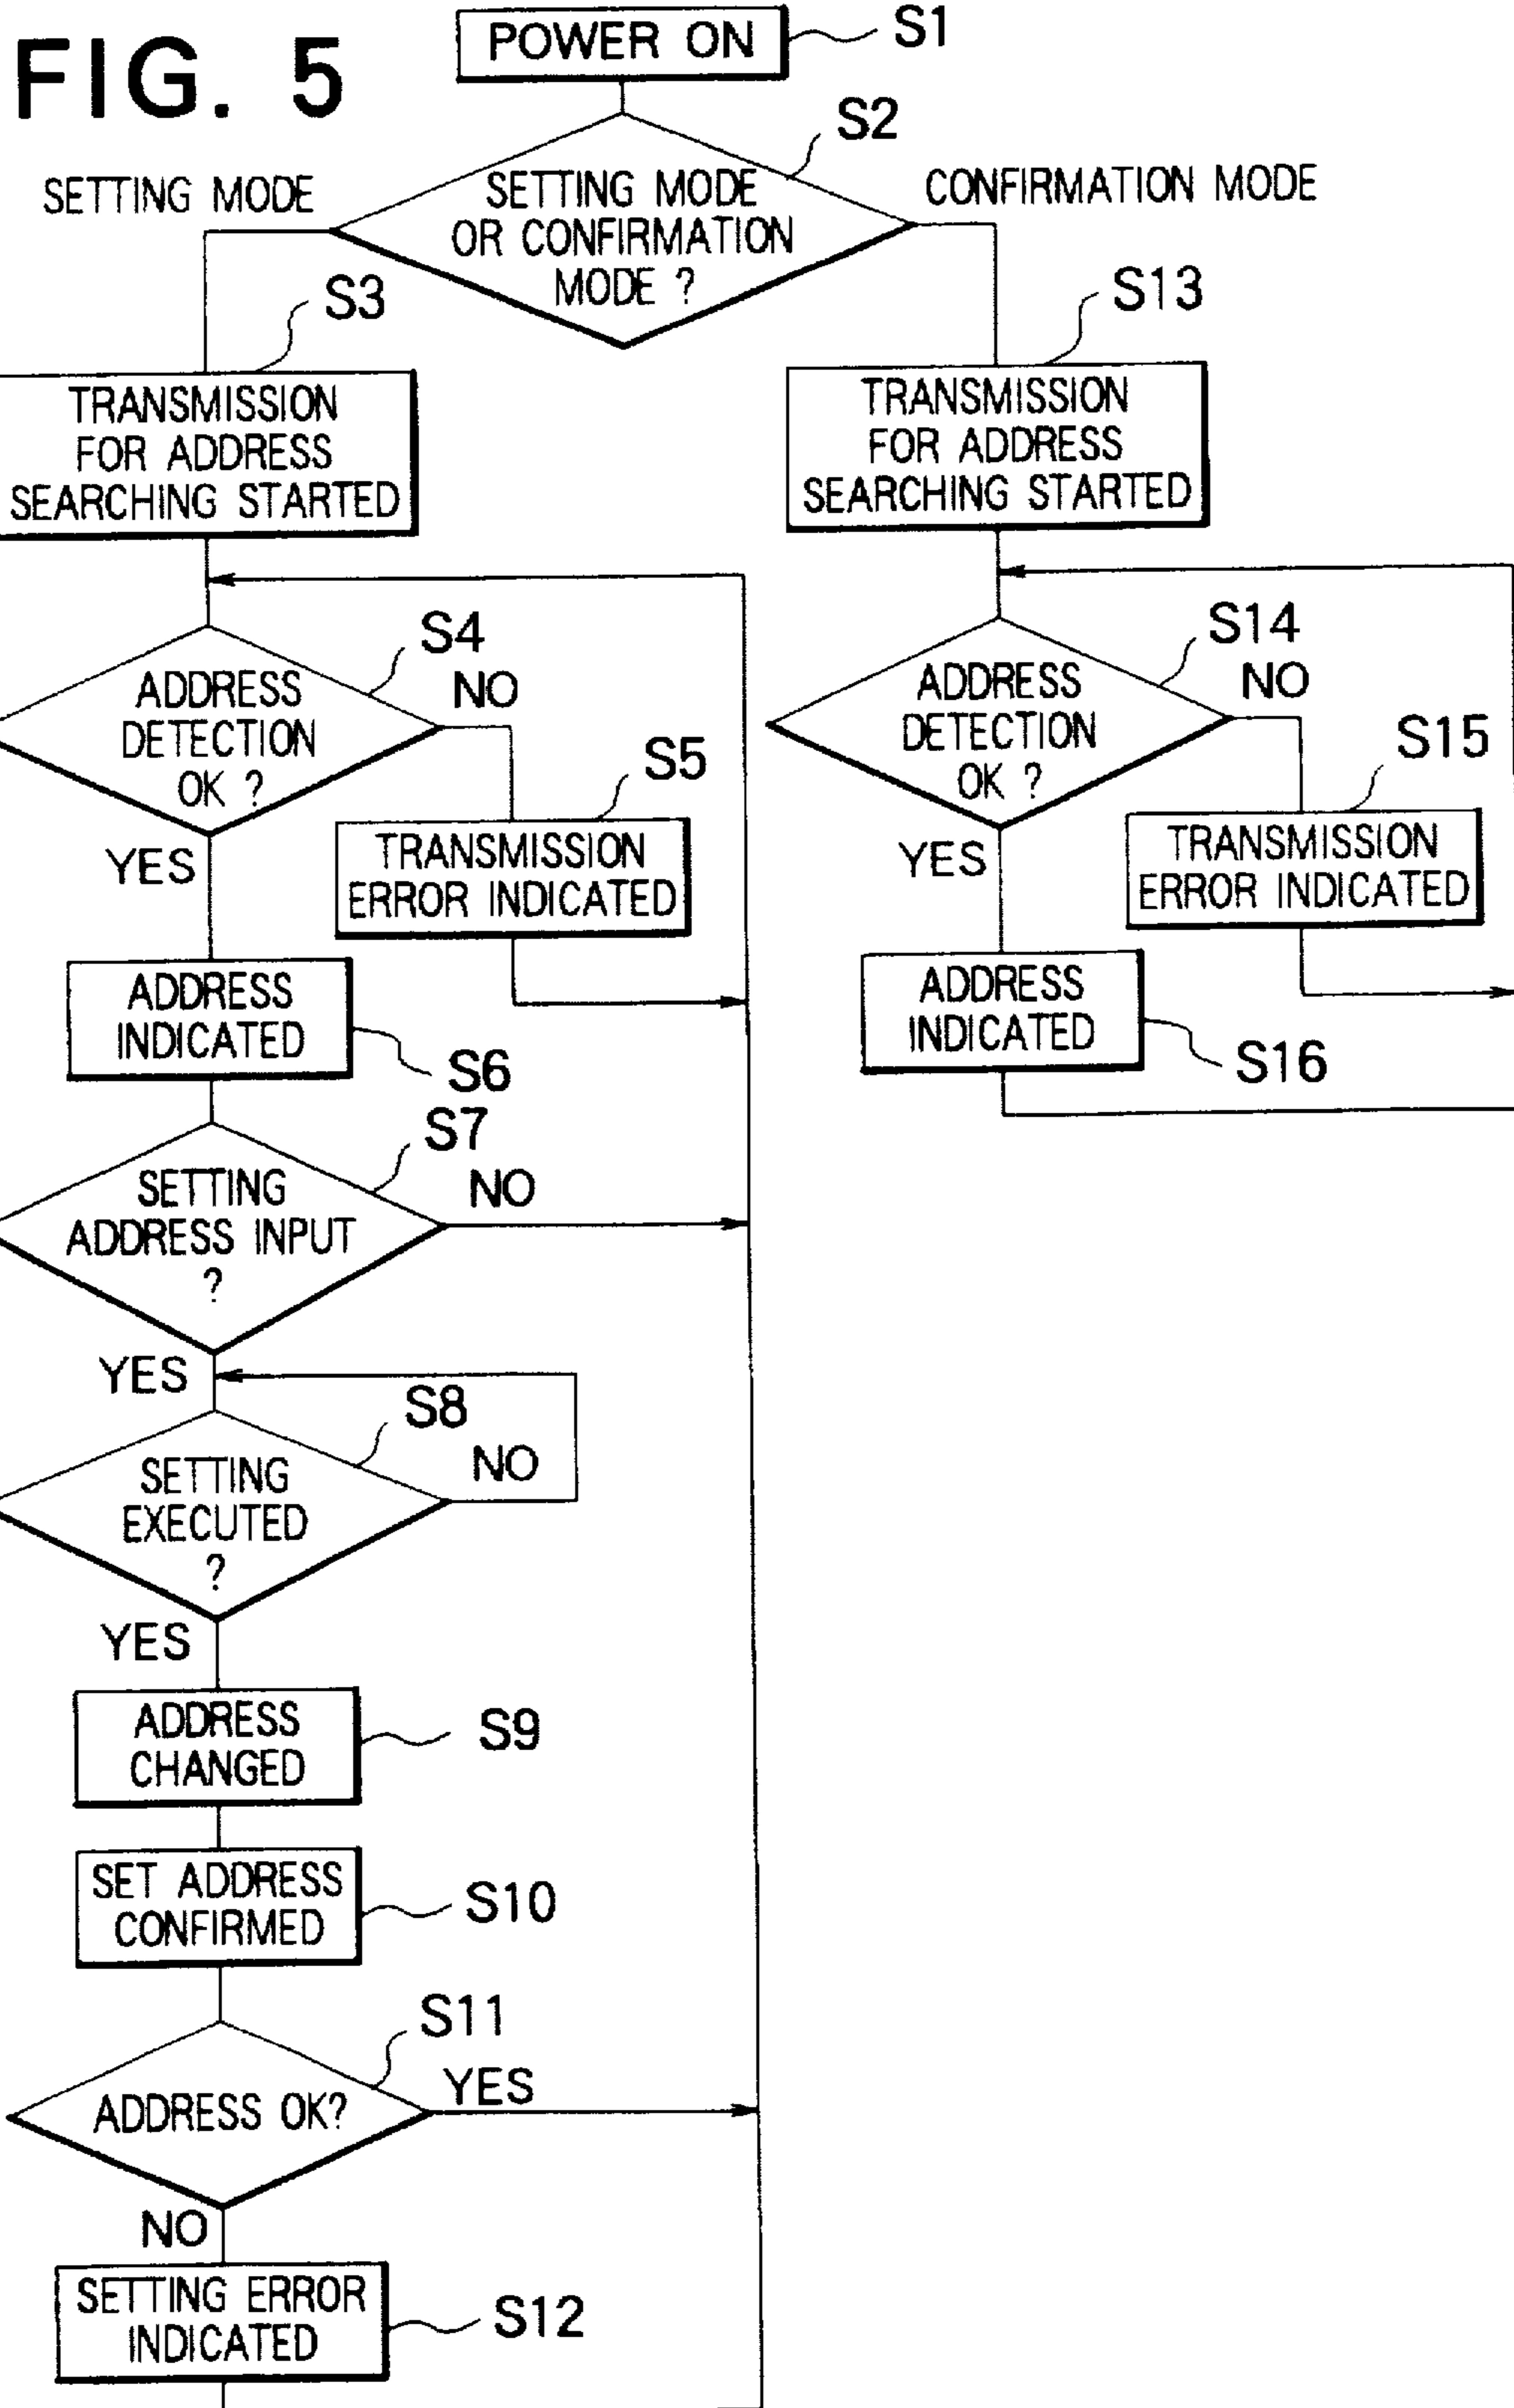 FIG. 5
POWER ON
S1
S2
SETTING MODE
SETTING MODE
OR CONFIRMATION
MODE ?
CONFIRMATION MODE
S3
TRANSMISSION
FOR ADDRESS
SEARCHING STARTED
S4
ADDRESS
DETECTION
OK ?
NO
YES
S5
TRANSMISSION
ERROR INDICATED
ADDRESS
INDICATED
S6
S7
SETTING
ADDRESS INPUT
?
NO
YES
S8
SETTING
EXECUTED
?
NO
YES
ADDRESS
CHANGED
S9
SET ADDRESS
CONFIRMED
S10
S11
ADDRESS OK?
YES
NO
SETTING ERROR
INDICATED
S12
S13
TRANSMISSION
FOR ADDRESS
SEARCHING STARTED
S14
ADDRESS
DETECTION
OK ?
NO
YES
S15
TRANSMISSION
ERROR INDICATED
ADDRESS
INDICATED
S16